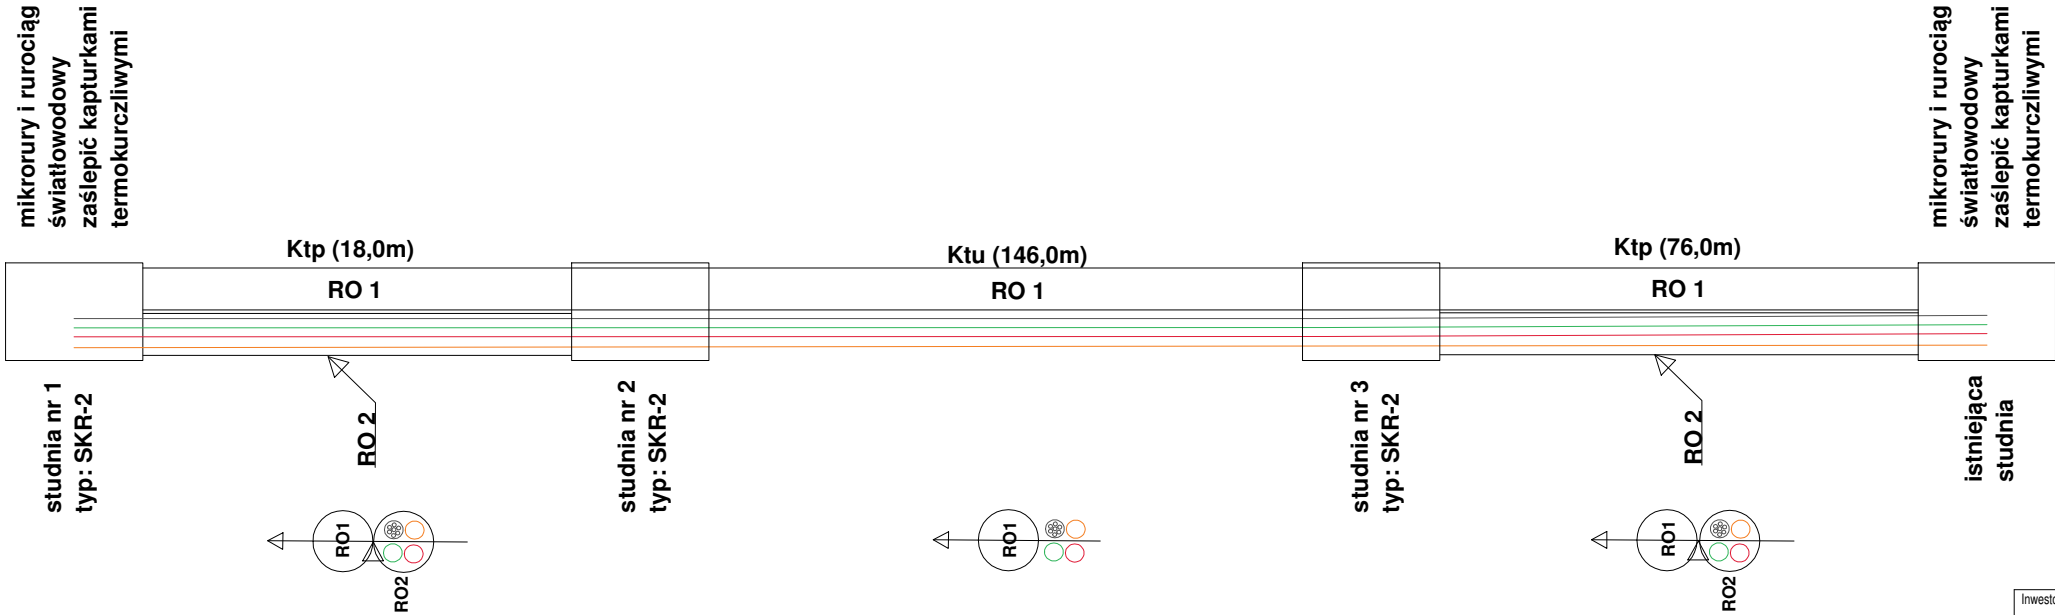 mikrorury i rurociąg
światłowodowy
zaślepić kapturkami
termokurczliwymi
mikrorury i rurociąg
światłowodowy
zaślepić kapturkami
termokurczliwymi
Ktp (18,0m)
Ktu (146,0m)
Ktp (76,0m)
RO 1
RO 1
RO 1
studnia nr 1
typ: SKR-2
RO 2
studnia nr 2
typ: SKR-2
studnia nr 3
typ: SKR-2
RO 2
istniejąca
studnia
RO1
RO2
RO1
RO1
RO2